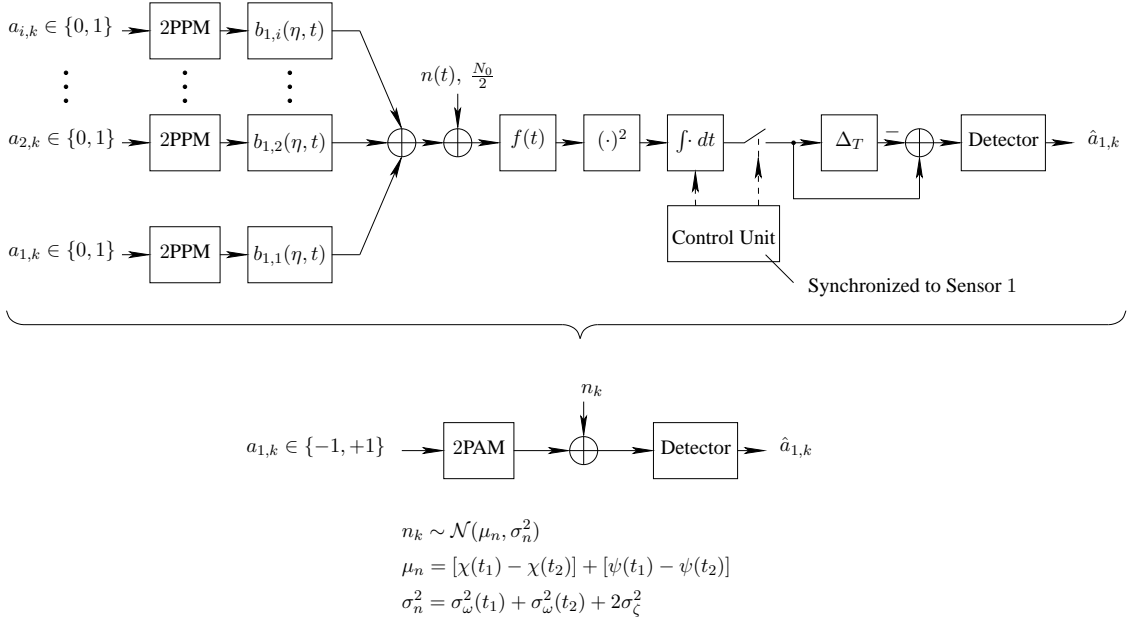 a_{i,k} ∈ {0, 1} 2PPM b_{1,i}(η, t)
n(t), N_0/2
a_{2,k} ∈ {0, 1} 2PPM b_{1,2}(η, t) f(t) (·)^2 ∫· dt Δ_T − Detector â_{1,k}
a_{1,k} ∈ {0, 1} 2PPM b_{1,1}(η, t) Control Unit
Synchronized to Sensor 1
n_k
a_{1,k} ∈ {−1, +1} 2PAM Detector â_{1,k}
n_k ∼ 𝒩(μ_n, σ_n^2)
μ_n = [χ(t_1) − χ(t_2)] + [ψ(t_1) − ψ(t_2)]
σ_n^2 = σ_ω^2(t_1) + σ_ω^2(t_2) + 2σ_ζ^2